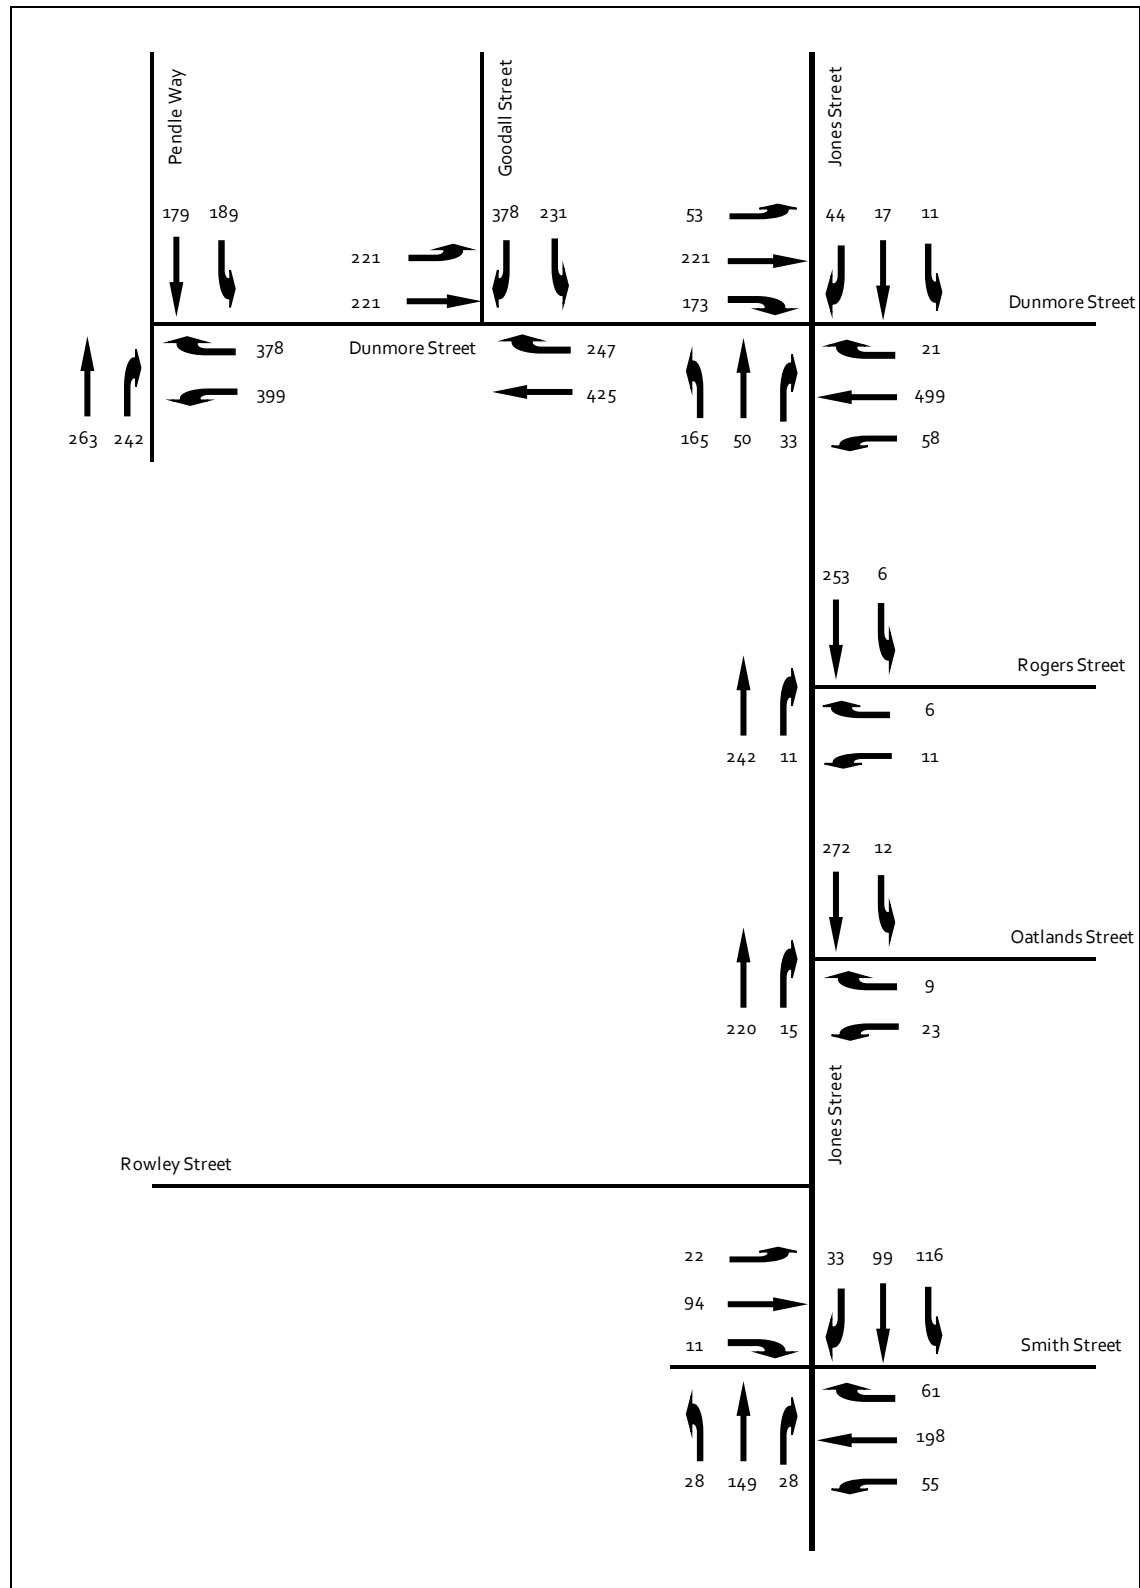 Pendle Way
Goodall Street
Jones Street
179 189
378 231
53
44 17 11
221
221
221
173
Dunmore Street
378
Dunmore Street
247
21
399
425
499
263 242
165 50 33
58
253 6
Rogers Street
6
242 11
11
272 12
Oatlands Street
9
220 15
23
Jones Street
Rowley Street
22
33 99 116
94
11
Smith Street
61
198
28 149 28
55